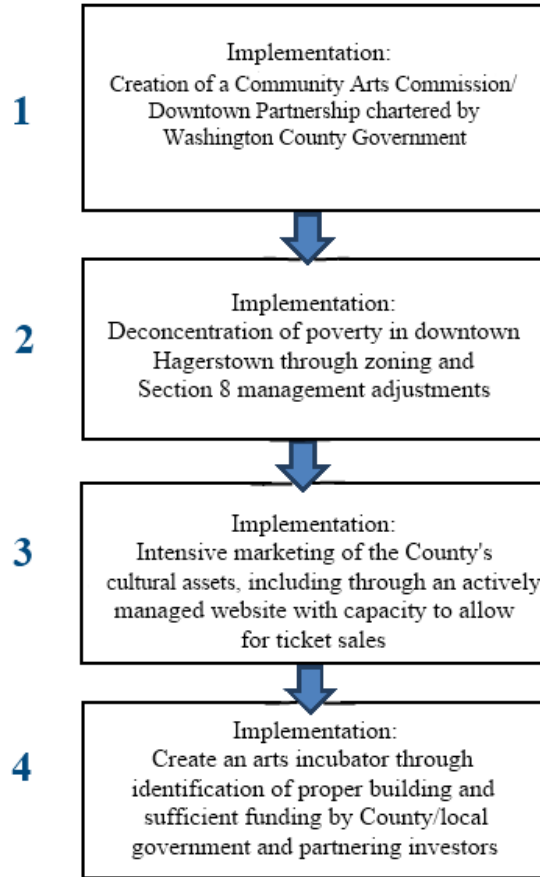 1
Implementation:
Creation of a Community Arts Commission/
Downtown Partnership chartered by
Washington County Government
2
Implementation:
Deconcentration of poverty in downtown
Hagerstown through zoning and
Section 8 management adjustments
3
Implementation:
Intensive marketing of the County's
cultural assets, including through an actively
managed website with capacity to allow
for ticket sales
4
Implementation:
Create an arts incubator through
identification of proper building and
sufficient funding by County/local
government and partnering investors